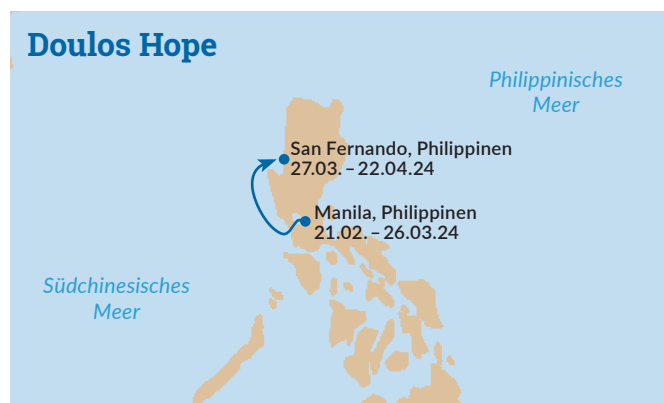 Doulos Hope
Philippinisches
Meer
San Fernando, Philippinen
27.03. – 22.04.24
Manila, Philippinen
21.02. – 26.03.24
Südchinesisches
Meer